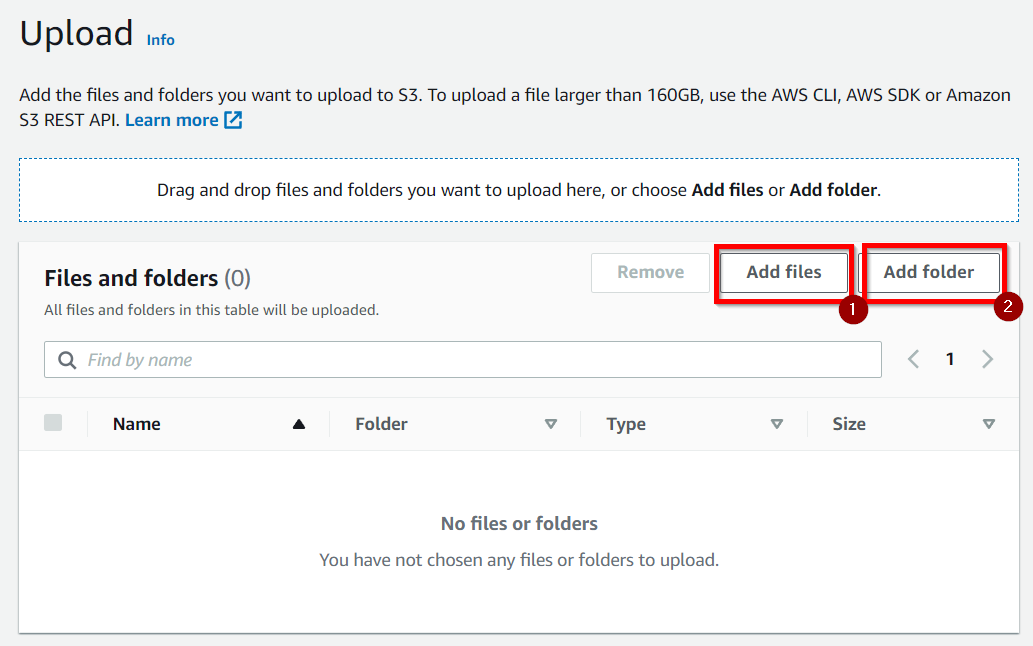 Upload Info
Add the files and folders you want to upload to S3. To upload a file larger than 160GB, use the AWS CLI, AWS SDK or Amazon
S3 REST API. Learn more
Drag and drop files and folders you want to upload here, or choose Add files or Add folder.
Files and folders (0) Remove Add files Add folder
1 2
All files and folders in this table will be uploaded.
Find by name 1
Name Folder Type Size
No files or folders
You have not chosen any files or folders to upload.